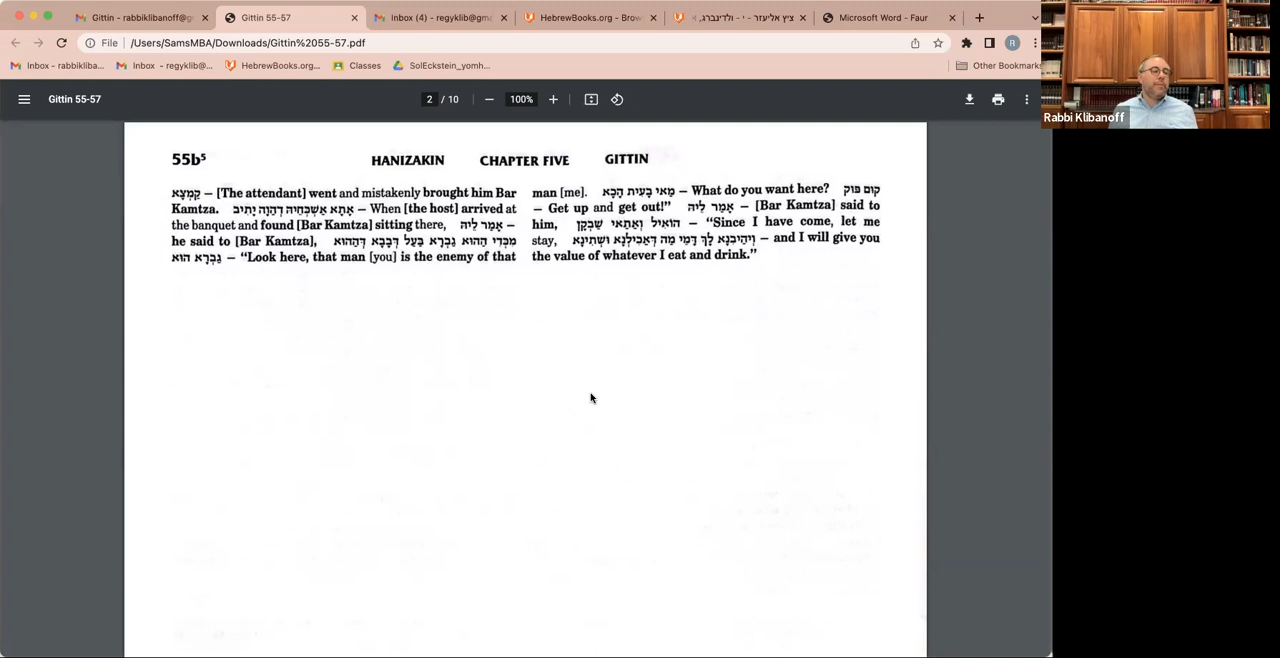 Gittin - rabbiklibanoff@g
Gittin 55-57
Inbox (4) - regyklib@gma
HebrewBooks.org - Brow
ציץ אליעזר - י - ולדינברג, א
Microsoft Word - Faur
File
/Users/SamsMBA/Downloads/Gittin%2055-57.pdf
R
Inbox - rabbikliba...
Inbox - regyklib@...
HebrewBooks.org...
Classes
SolEckstein_yomh...
Other Bookmarks
Rabbi Klibanoff
Gittin 55-57
2 / 10
100%
55b⁵
HANIZAKIN CHAPTER FIVE GITTIN
קַמְצָא – [The attendant] went and mistakenly brought him Bar
Kamtza. אָתָא אַשְׁכְּחֵיהּ דְּהֲוָה יָתֵיב – When [the host] arrived at
the banquet and found [Bar Kamtza] sitting there, אָמַר לֵיהּ –
he said to [Bar Kamtza], מִכְּדִי הַהוּא גַּבְרָא בַּעַל דְּבָבָא דְּהַהוּא
גַּבְרָא הוּא – “Look here, that man [you] is the enemy of that
man [me]. מַאי בָּעֵית הָכָא – What do you want here? קוּם פּוּק
– Get up and get out!” אָמַר לֵיהּ – [Bar Kamtza] said to
him, הוֹאִיל וְאָתַאי שַׁבְקָן – “Since I have come, let me
stay, וְיָהֵיבְנָא לָךְ דְּמֵי מָה דְּאָכֵילְנָא וְשָׁתֵינָא – and I will give you
the value of whatever I eat and drink.”